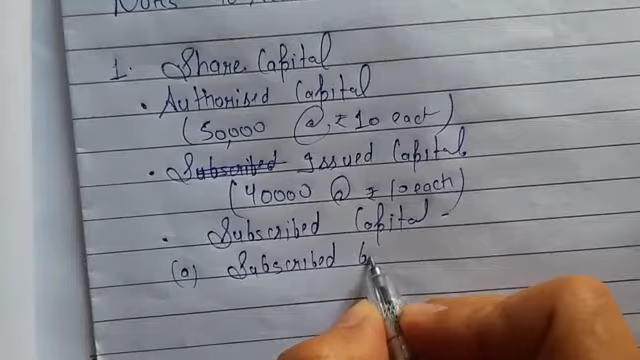 1. Share Capital
• Authorised Capital
(50,000 @ ₹10 each)
• Subscribed Issued Capital
(40000 @ ₹10 each)
• Subscribed Capital -
(a) Subscribed b